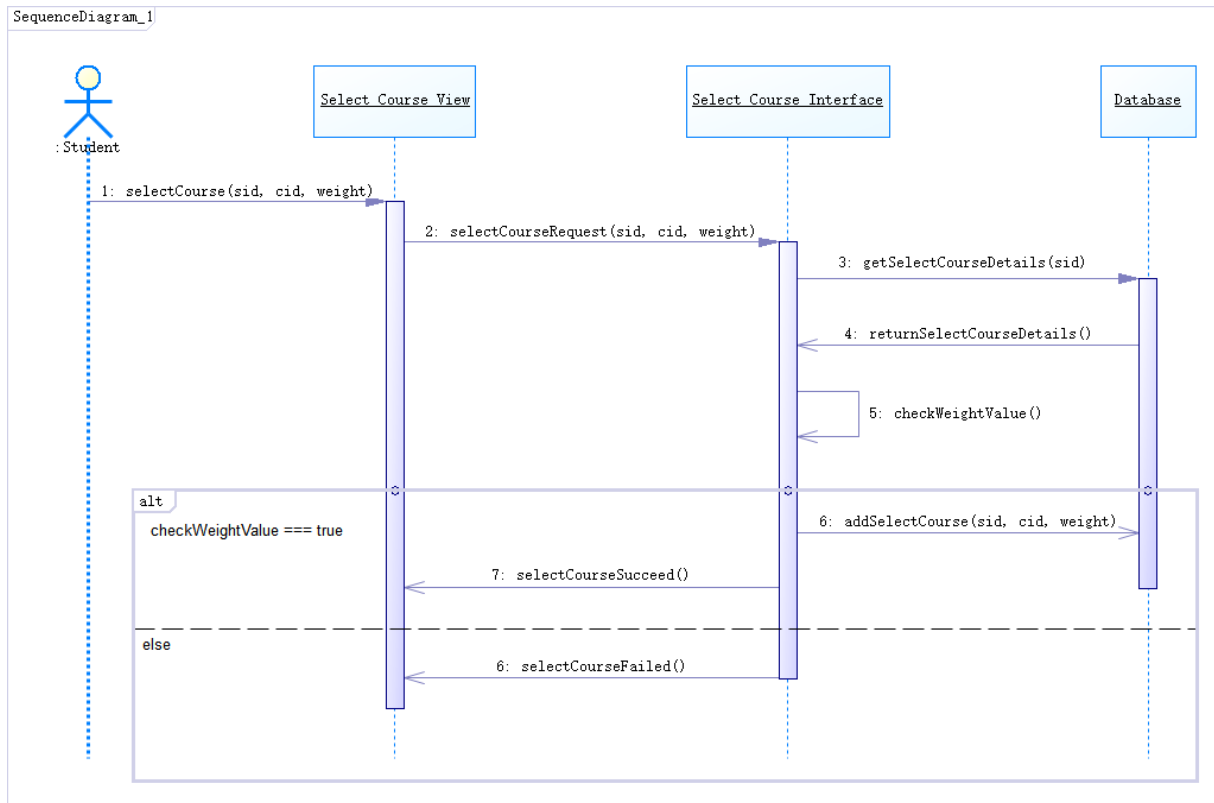 SequenceDiagram_1
Select Course View
Select Course Interface
Database
:Student
1: selectCourse(sid, cid, weight)
2: selectCourseRequest(sid, cid, weight)
3: getSelectCourseDetails(sid)
4: returnSelectCourseDetails()
5: checkWeightValue()
alt
checkWeightValue === true
6: addSelectCourse(sid, cid, weight)
7: selectCourseSucceed()
else
6: selectCourseFailed()